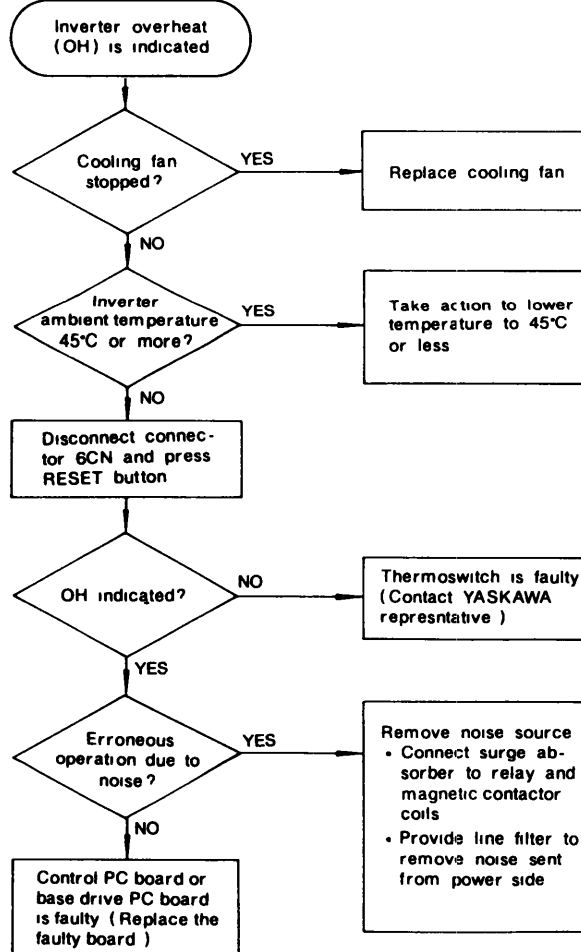 Inverter overheat
(OH) is indicated
Cooling fan
stopped?
YES
Replace cooling fan
NO
Inverter
ambient temperature
45°C or more?
YES
Take action to lower
temperature to 45°C
or less
NO
Disconnect connec-
tor 6CN and press
RESET button
OH indicated?
NO
Thermoswitch is faulty
(Contact YASKAWA
represntative )
YES
Erroneous
operation due to
noise?
YES
Remove noise source
• Connect surge ab-
sorber to relay and
magnetic contactor
coils
• Provide line filter to
remove noise sent
from power side
NO
Control PC board or
base drive PC board
is faulty ( Replace the
faulty board )